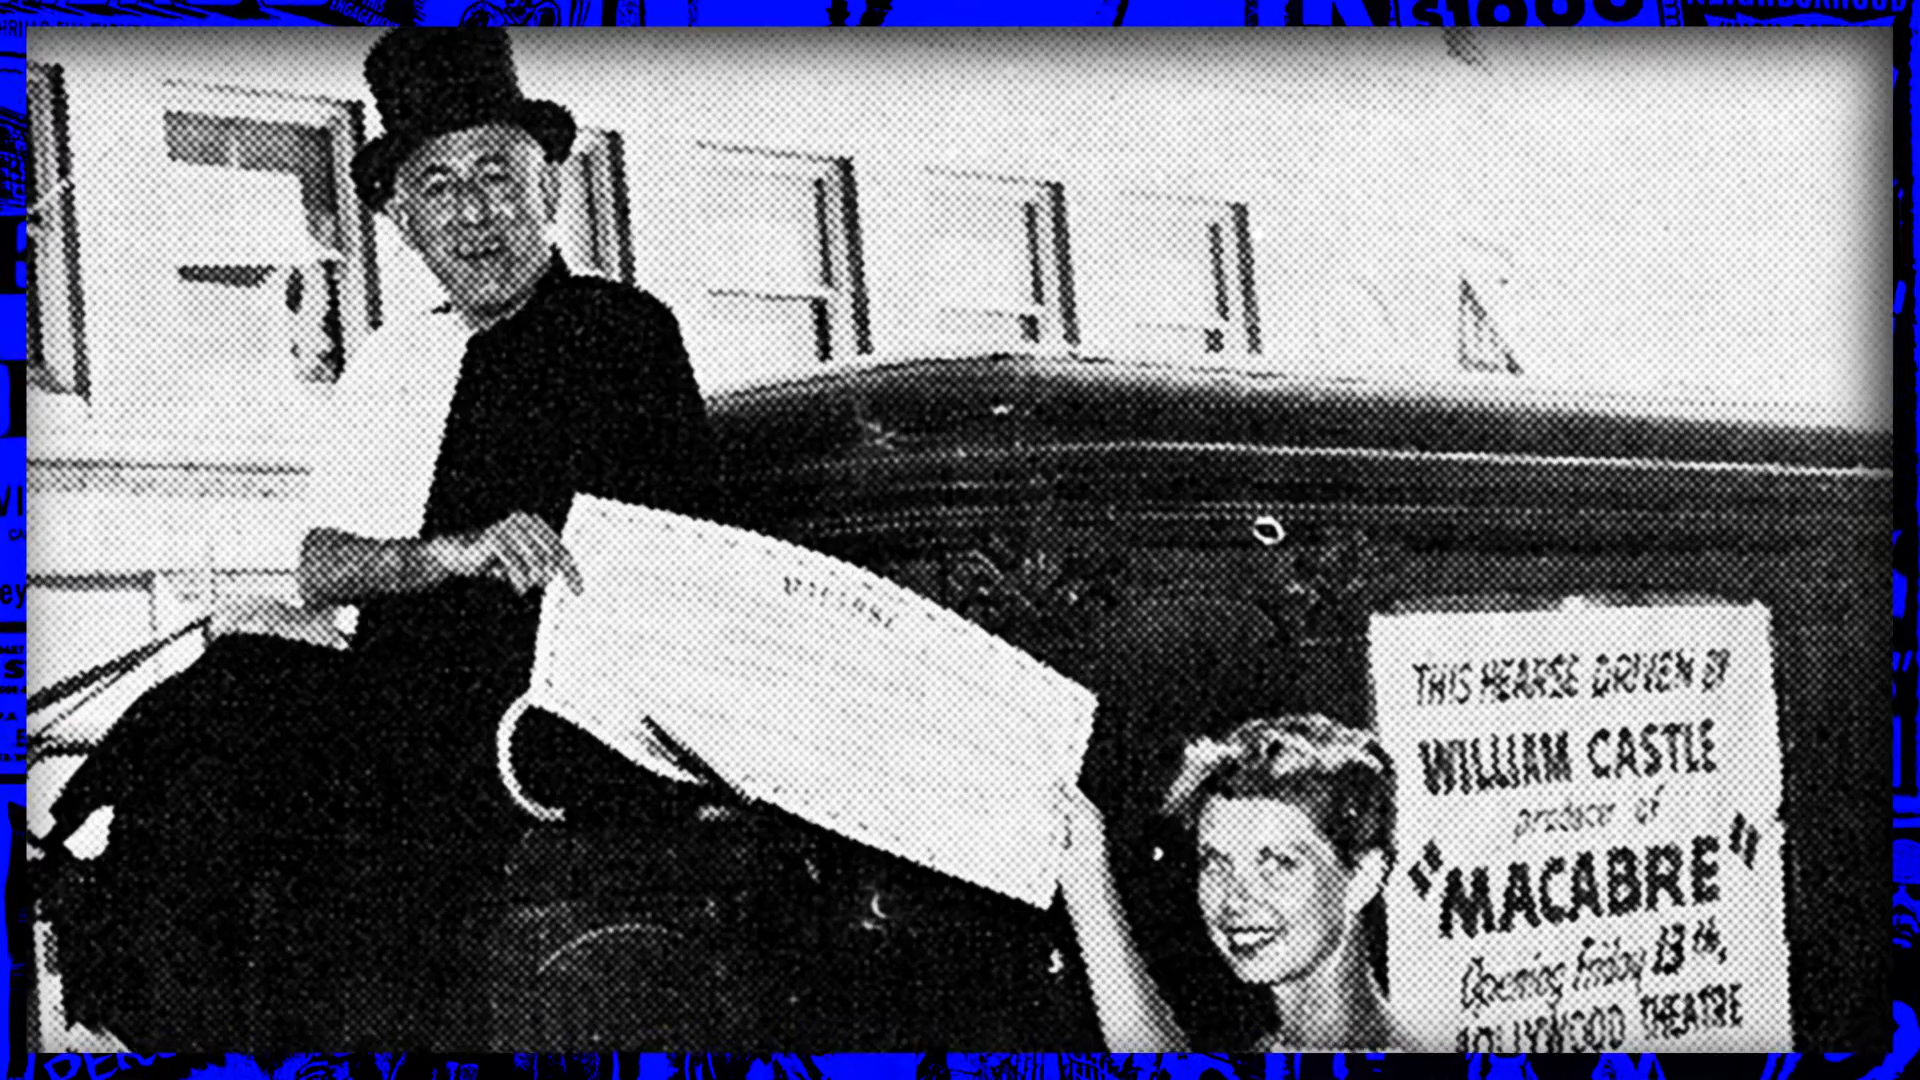 THIS HEARSE DRIVEN BY
WILLIAM CASTLE
producer of
"MACABRE"
Opening Friday 13th,
HOLLYWOOD THEATRE